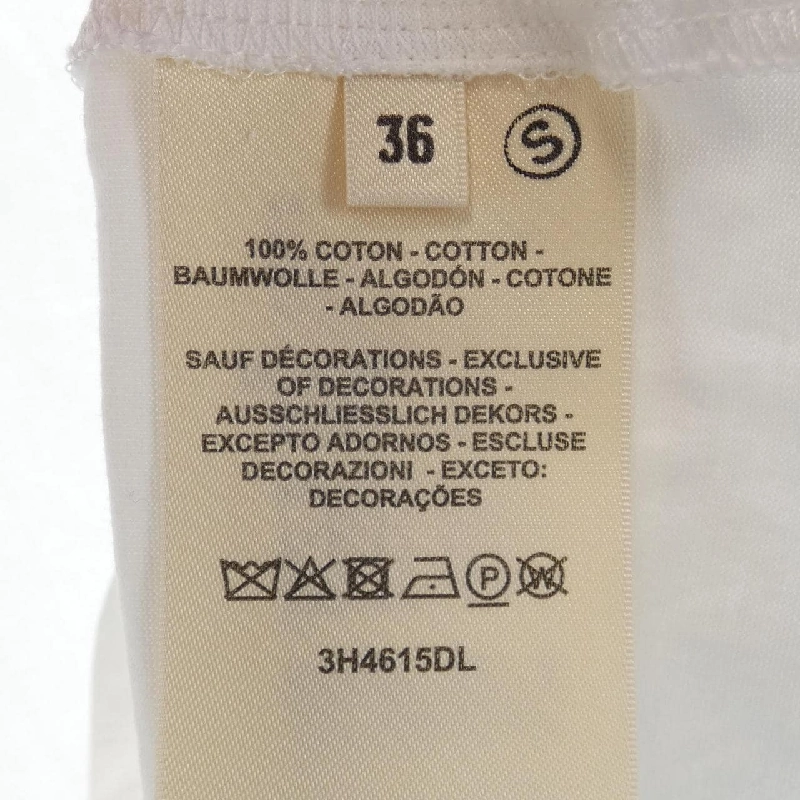 36
S
100% COTON - COTTON -
BAUMWOLLE - ALGODÓN - COTONE
- ALGODÃO
SAUF DÉCORATIONS - EXCLUSIVE
OF DECORATIONS -
AUSSCHLIESSLICH DEKORS -
EXCEPTO ADORNOS - ESCLUSE
DECORAZIONI - EXCETO:
DECORAÇÕES
P W
3H4615DL